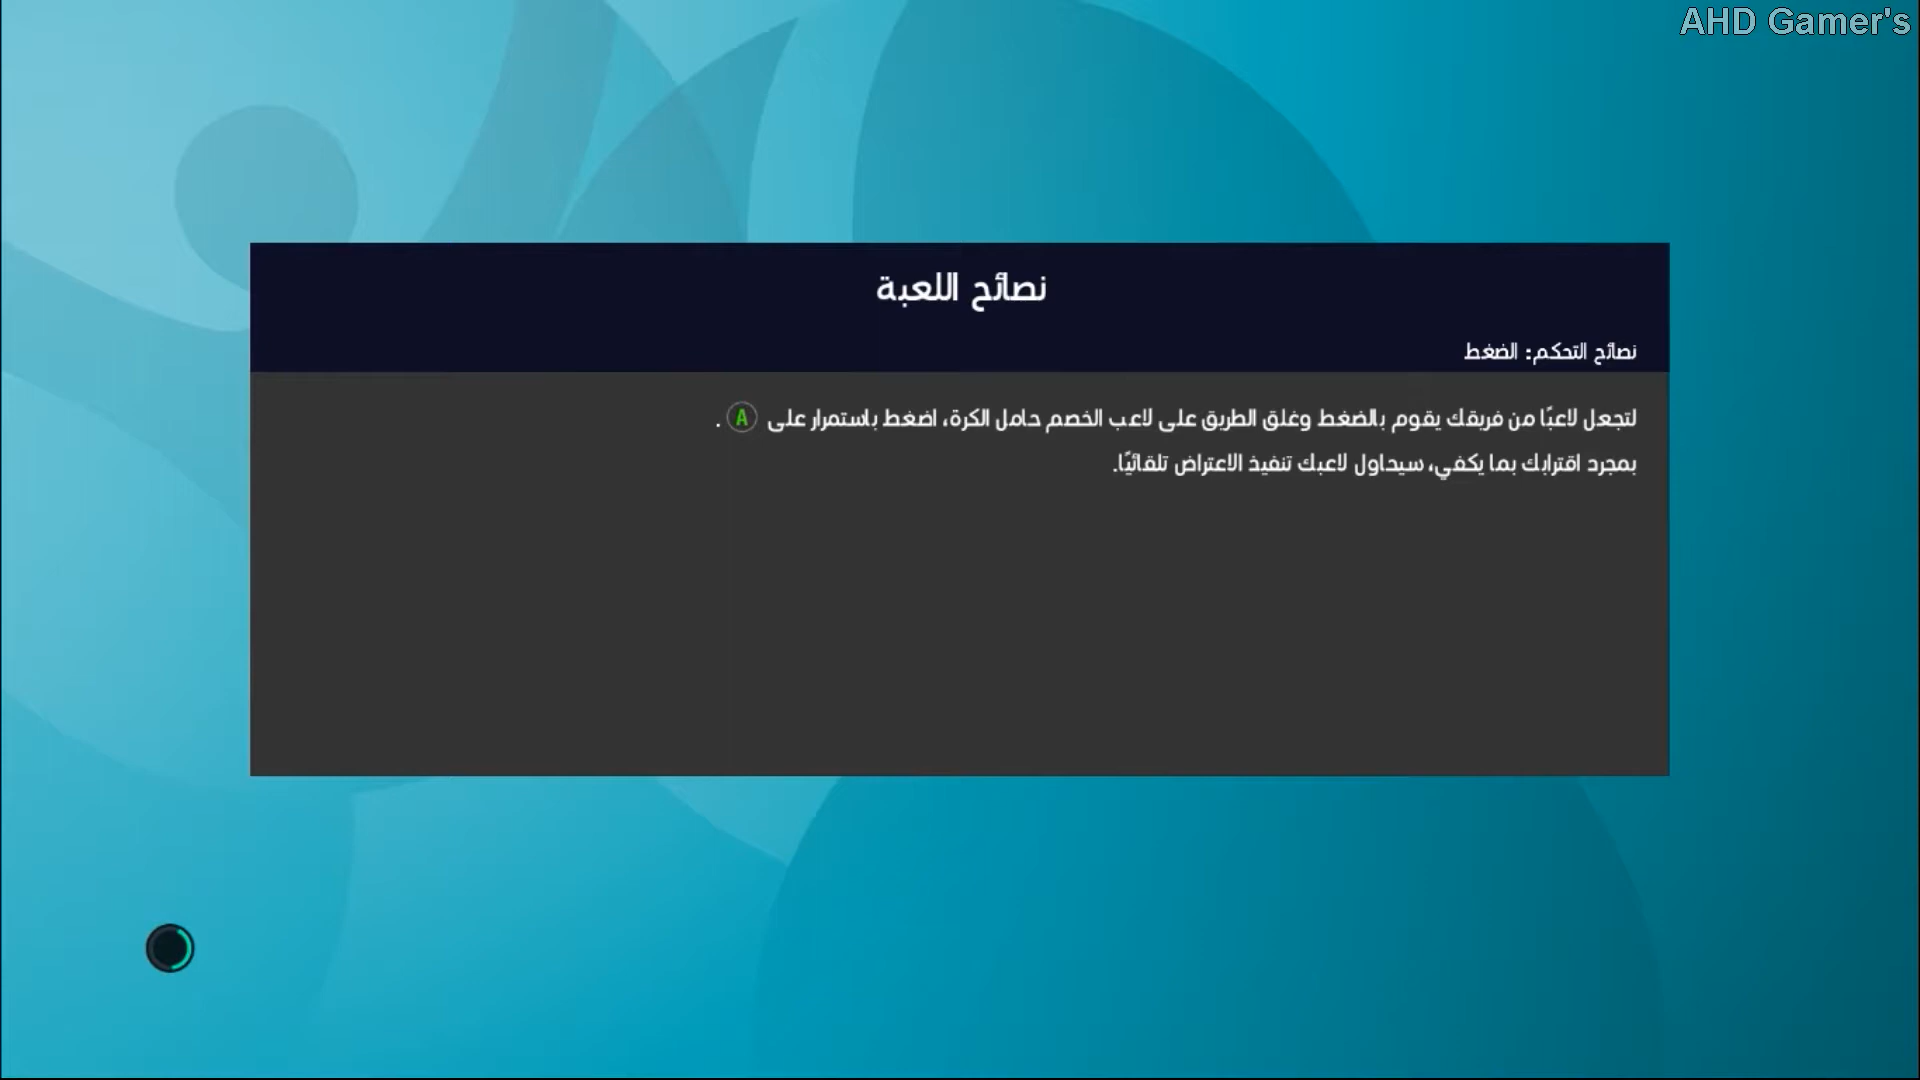 AHD Gamer's
نصائح اللعبة
نصائح التحكم: الضغط
لتجعل لاعبًا من فريقك يقوم بالضغط وغلق الطريق على لاعب الخصم حامل الكرة، اضغط باستمرار على A .
بمجرد اقترابك بما يكفي، سيحاول لاعبك تنفيذ الاعتراض تلقائيًا.